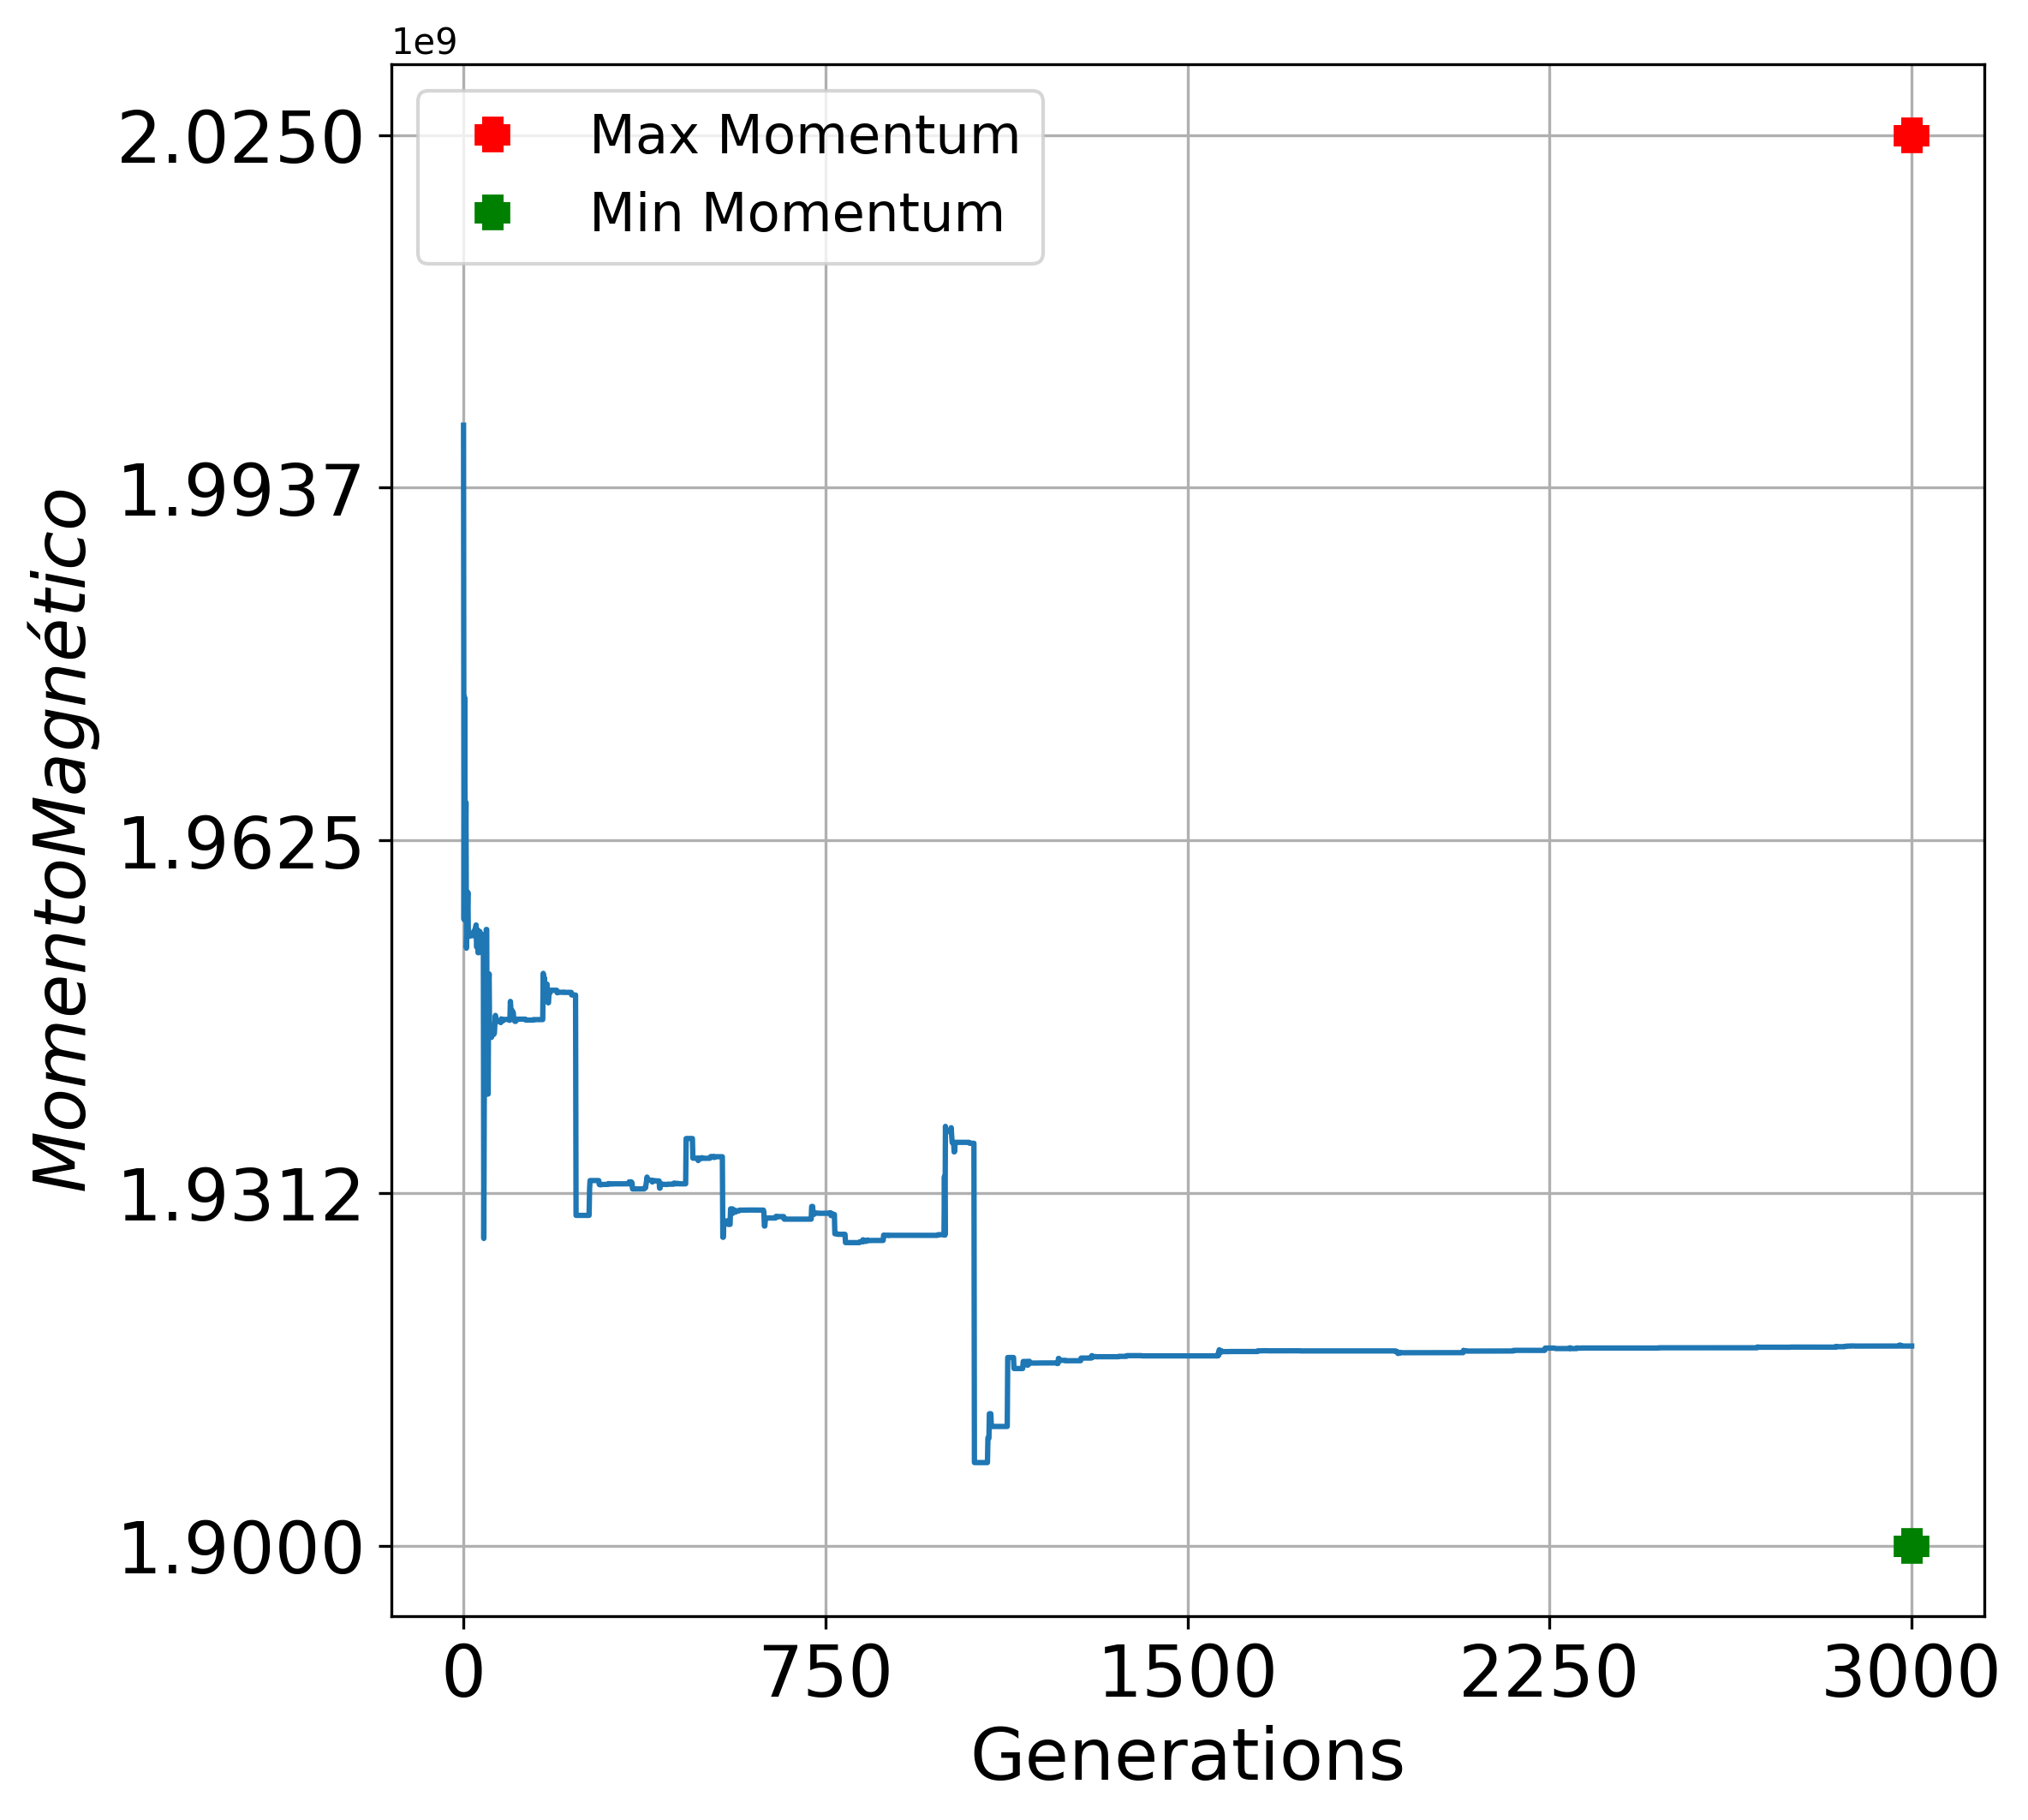 1e9
2.0250
1.9937
1.9625
1.9312
1.9000
MomentoMagnético
Max Momentum
Min Momentum
0 750 1500 2250 3000
Generations